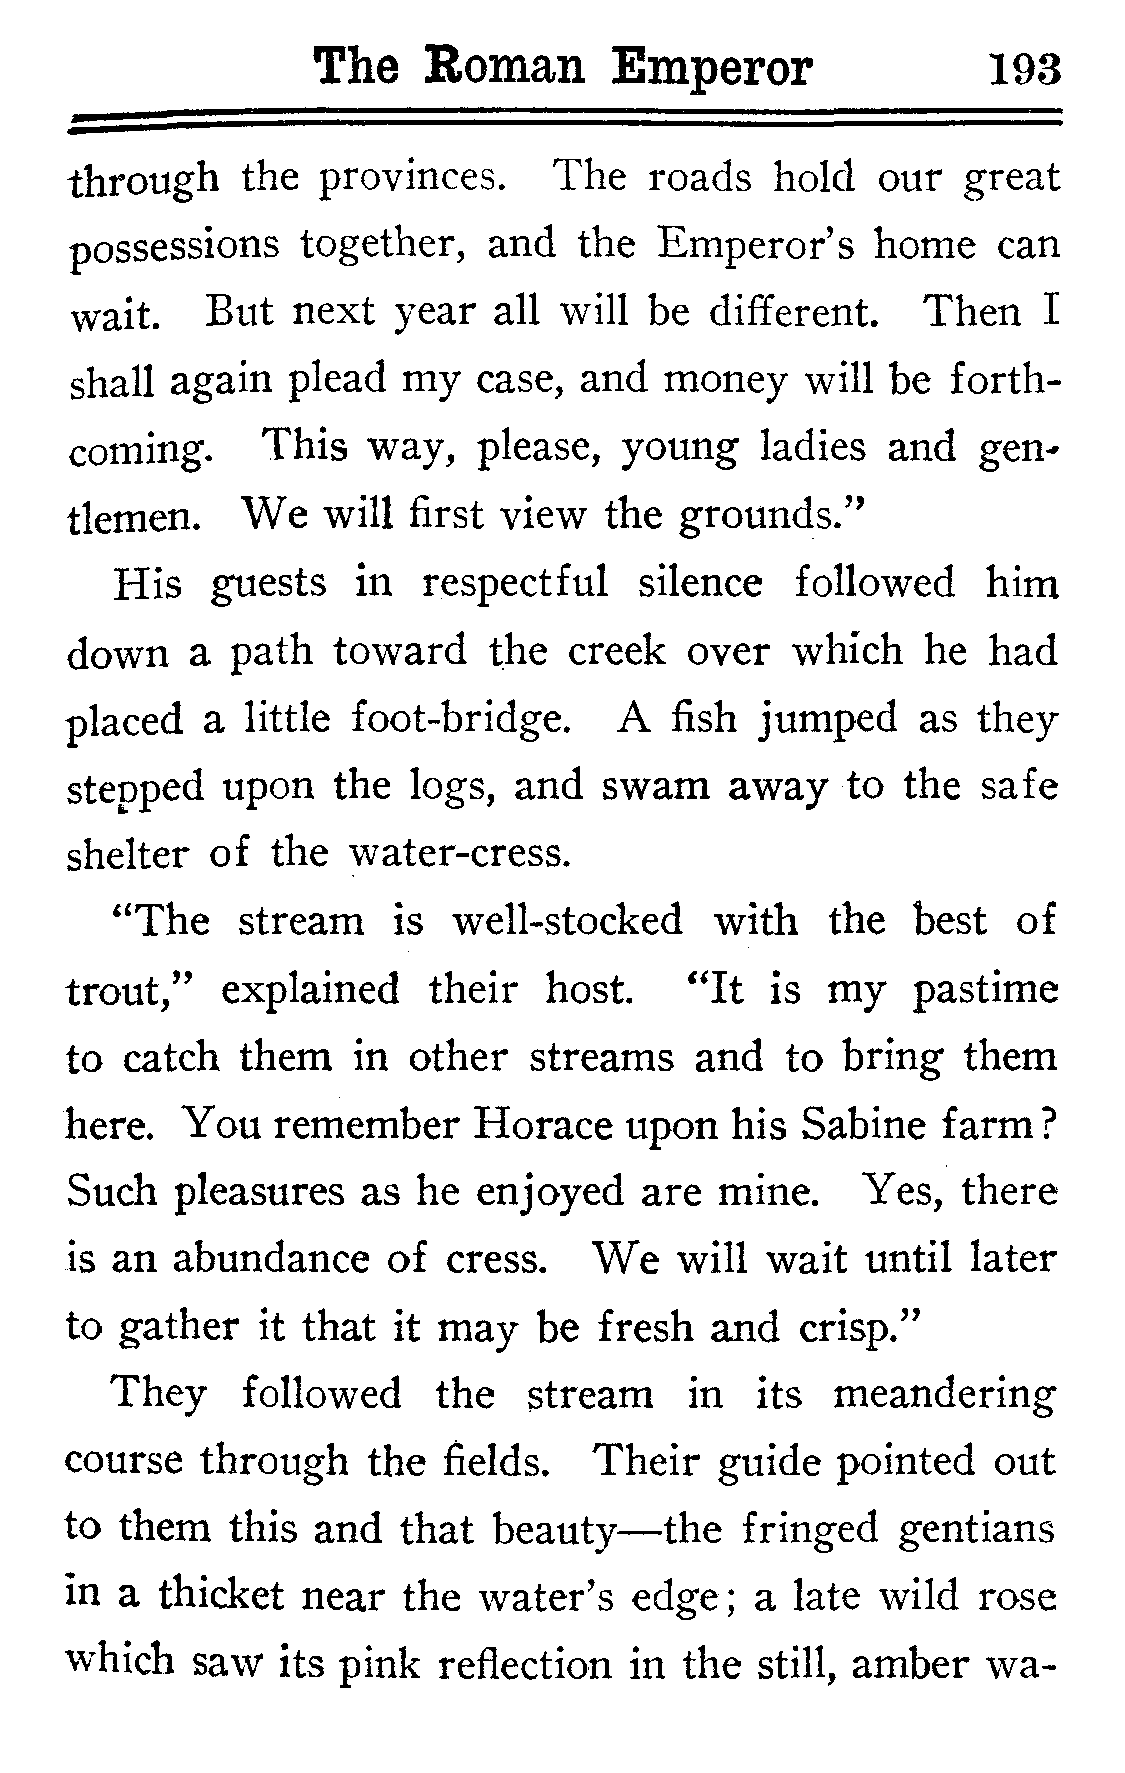 The Roman Emperor 193
through the provinces. The roads hold our great
possessions together, and the Emperor's home can
wait. But next year all will be different. Then I
shall again plead my case, and money will be forth-
coming. This way, please, young ladies and gen-
tlemen. We will first view the grounds."
His guests in respectful silence followed him
down a path toward the creek over which he had
placed a little foot-bridge. A fish jumped as they
stepped upon the logs, and swam away to the safe
shelter of the water-cress.
"The stream is well-stocked with the best of
trout," explained their host. "It is my pastime
to catch them in other streams and to bring them
here. You remember Horace upon his Sabine farm?
Such pleasures as he enjoyed are mine. Yes, there
is an abundance of cress. We will wait until later
to gather it that it may be fresh and crisp."
They followed the stream in its meandering
course through the fields. Their guide pointed out
to them this and that beauty—the fringed gentians
in a thicket near the water's edge; a late wild rose
which saw its pink reflection in the still, amber wa-